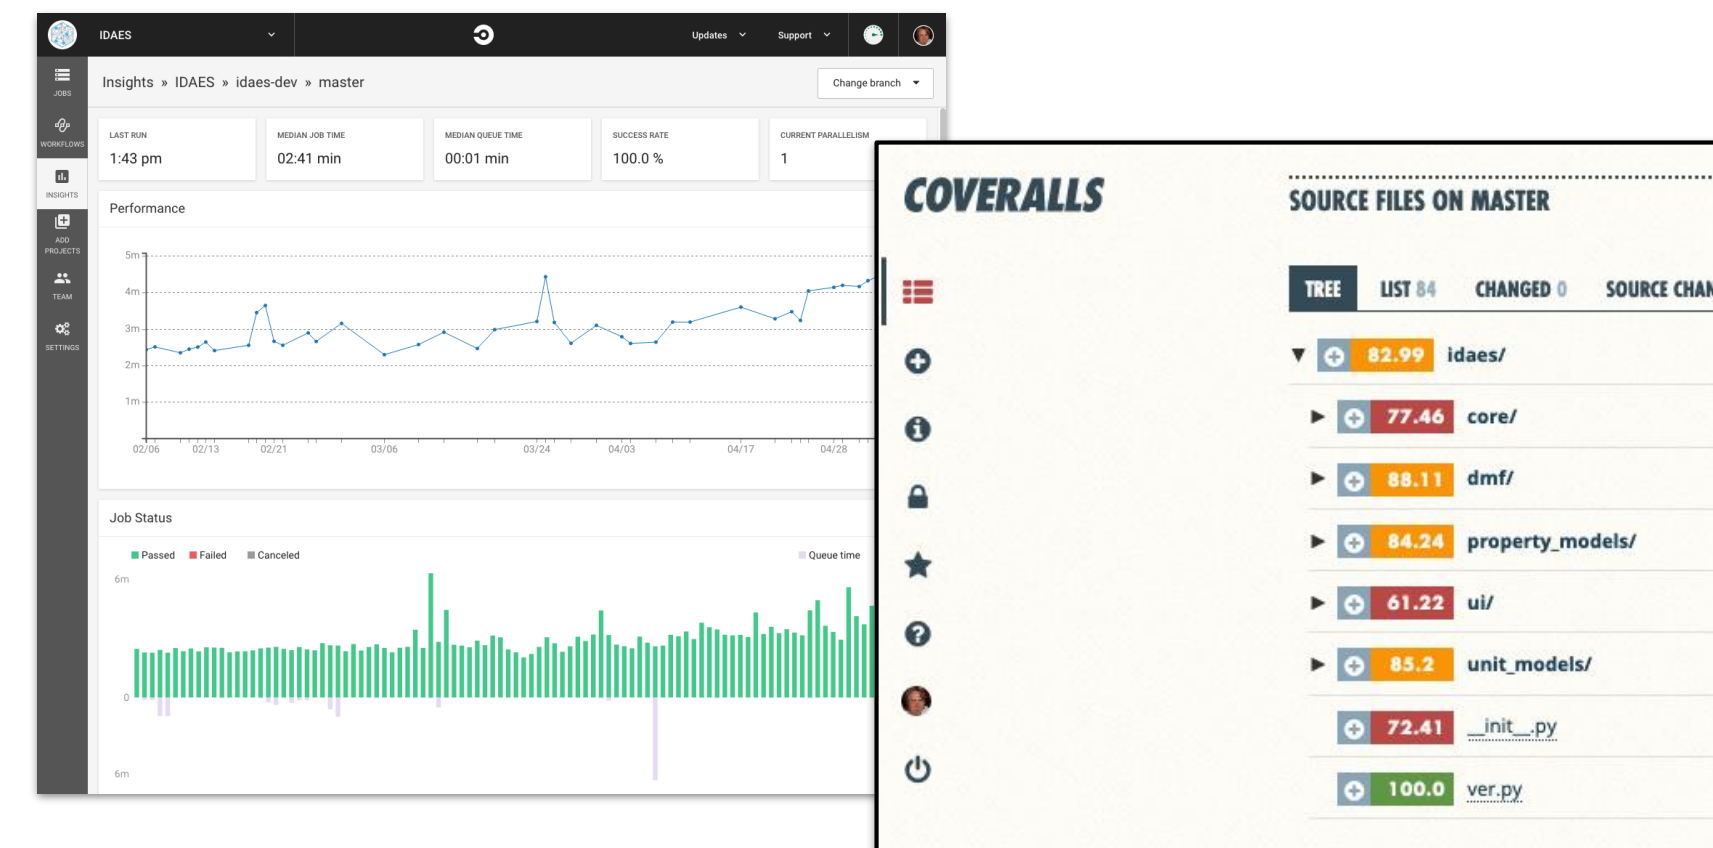 IDAES
Updates
Support
JOBS
WORKFLOWS
INSIGHTS
ADD
PROJECTS
TEAM
SETTINGS
Insights » IDAES » idaes-dev » master
Change branch
LAST RUN
1:43 pm
MEDIAN JOB TIME
02:41 min
MEDIAN QUEUE TIME
00:01 min
SUCCESS RATE
100.0 %
CURRENT PARALLELISM
1
Performance
5m
4m
3m
2m
1m
02/06 02/13 02/21 03/06 03/24 04/03 04/17 04/28
Job Status
Passed Failed Canceled Queue time
6m
0
6m
COVERALLS
SOURCE FILES ON MASTER
TREE LIST 84 CHANGED 0 SOURCE CHAN
82.99 idaes/
77.46 core/
88.11 dmf/
84.24 property_models/
61.22 ui/
85.2 unit_models/
72.41 __init__.py
100.0 ver.py